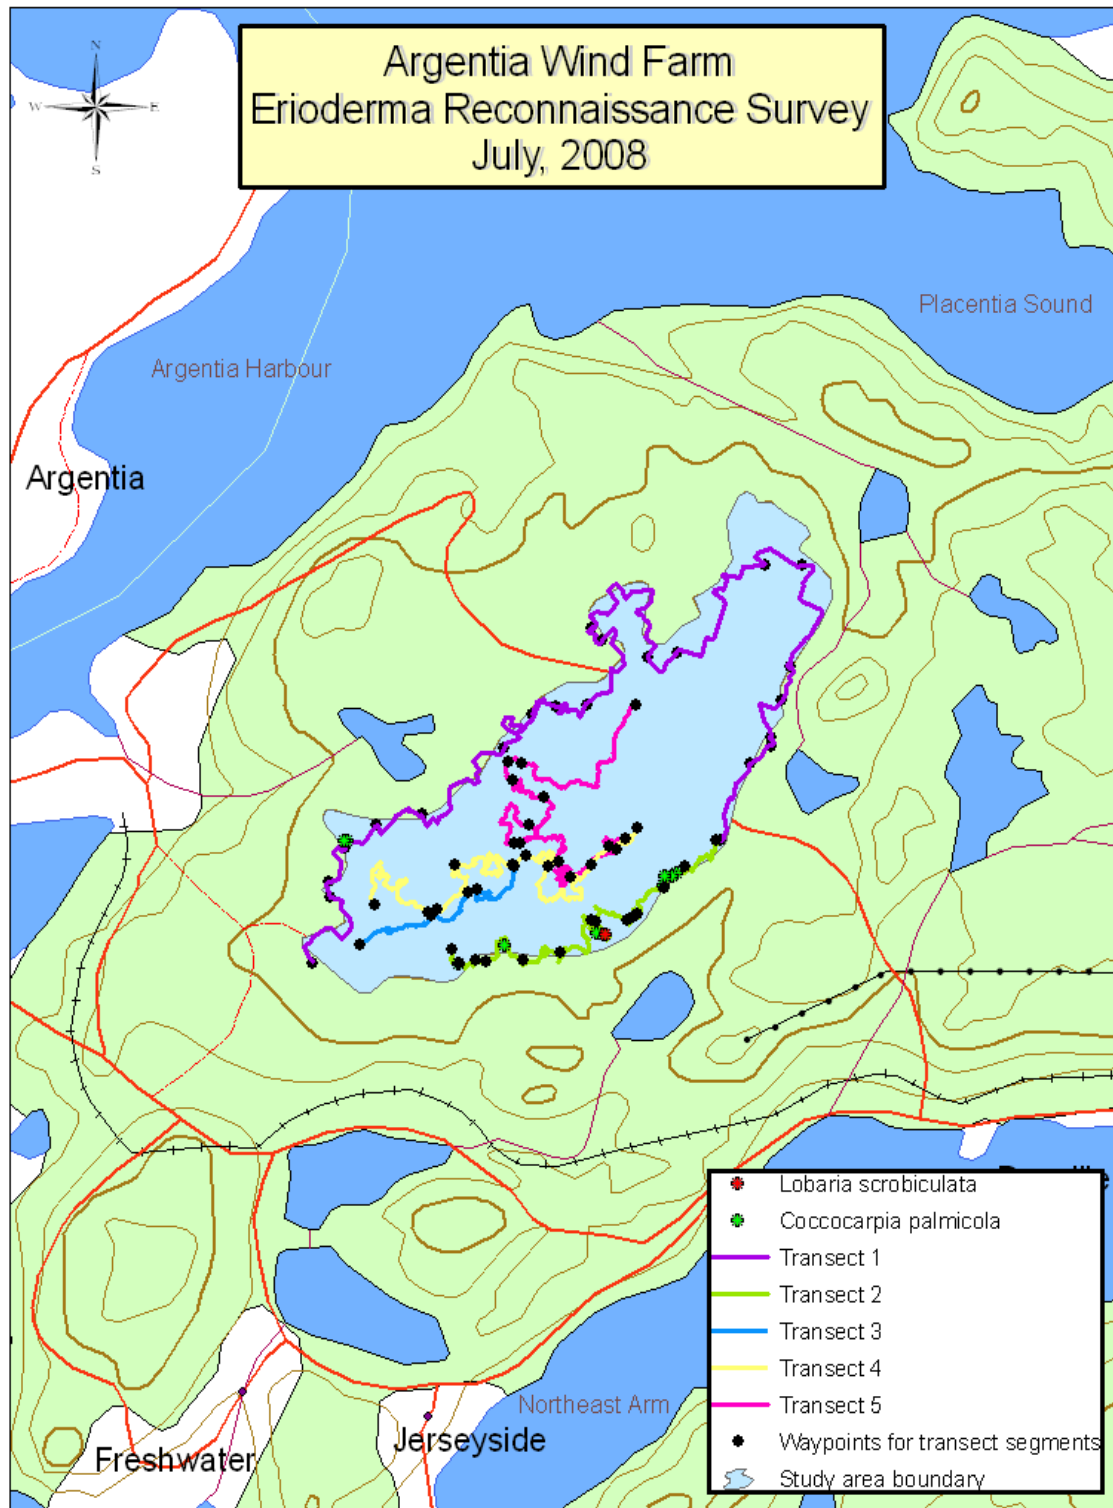 Argentia Wind Farm
Erioderma Reconnaissance Survey
July, 2008
N
W
E
S
Placentia Sound
Argentia Harbour
Argentia
Lobaria scrobiculata
Coccocarpia palmicola
Transect 1
Transect 2
Transect 3
Transect 4
Transect 5
Waypoints for transect segments
Study area boundary
Northeast Arm
Jerseyside
Freshwater